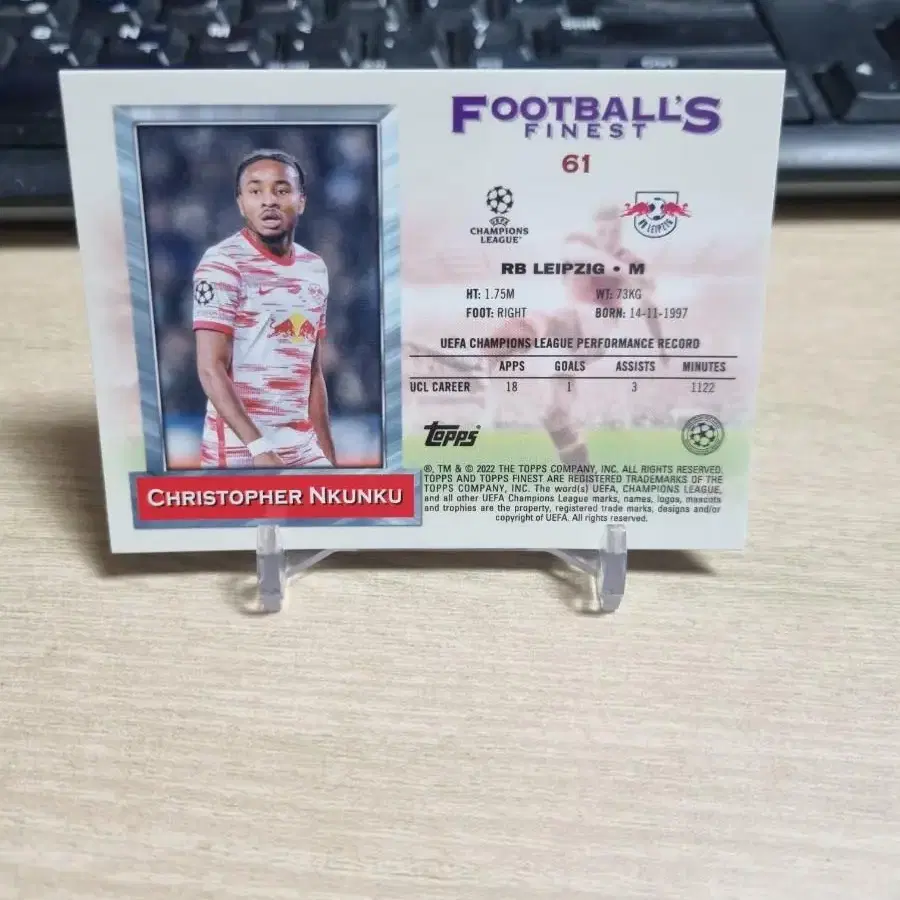 FOOTBALL'S
FINEST
61
UEFA
CHAMPIONS
LEAGUE®
RB LEIPZIG
RB LEIPZIG • M
HT: 1.75M WT: 73KG
FOOT: RIGHT BORN: 14-11-1997
UEFA CHAMPIONS LEAGUE PERFORMANCE RECORD
APPS GOALS ASSISTS MINUTES
UCL CAREER 18 1 3 1122
topps®
CHRISTOPHER NKUNKU
®, TM & © 2022 THE TOPPS COMPANY, INC. ALL RIGHTS RESERVED.
TOPPS AND TOPPS FINEST ARE REGISTERED TRADEMARKS OF THE
TOPPS COMPANY, INC. The word(s) UEFA, CHAMPIONS LEAGUE,
and all other UEFA Champions League marks, names, logos, mascots
and trophies are the property, registered trade marks, designs and/or
copyright of UEFA. All rights reserved.